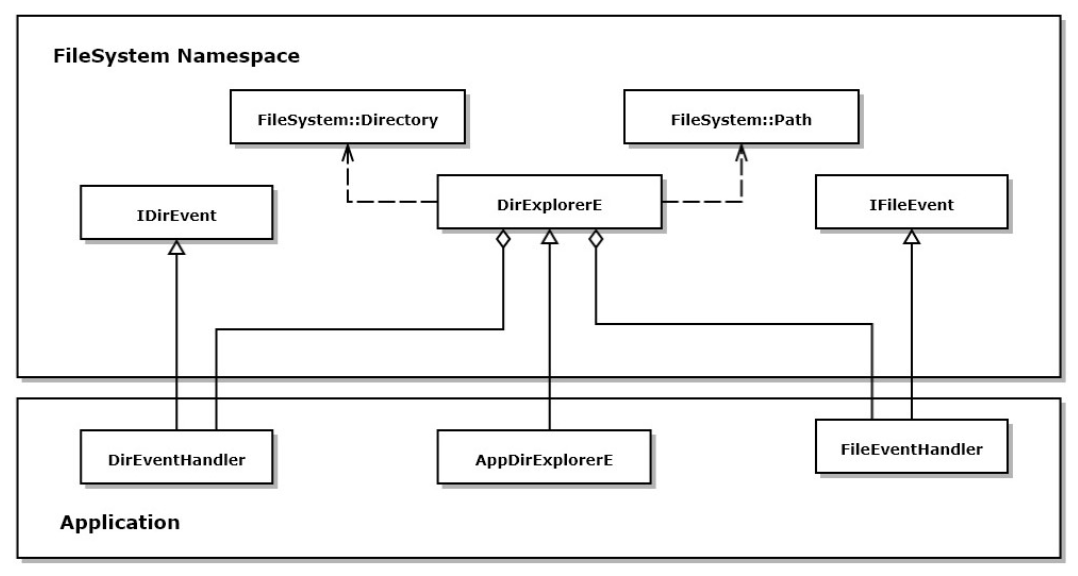 FileSystem Namespace
FileSystem::Directory
FileSystem::Path
IDirEvent
DirExplorerE
IFileEvent
DirEventHandler
AppDirExplorerE
FileEventHandler
Application